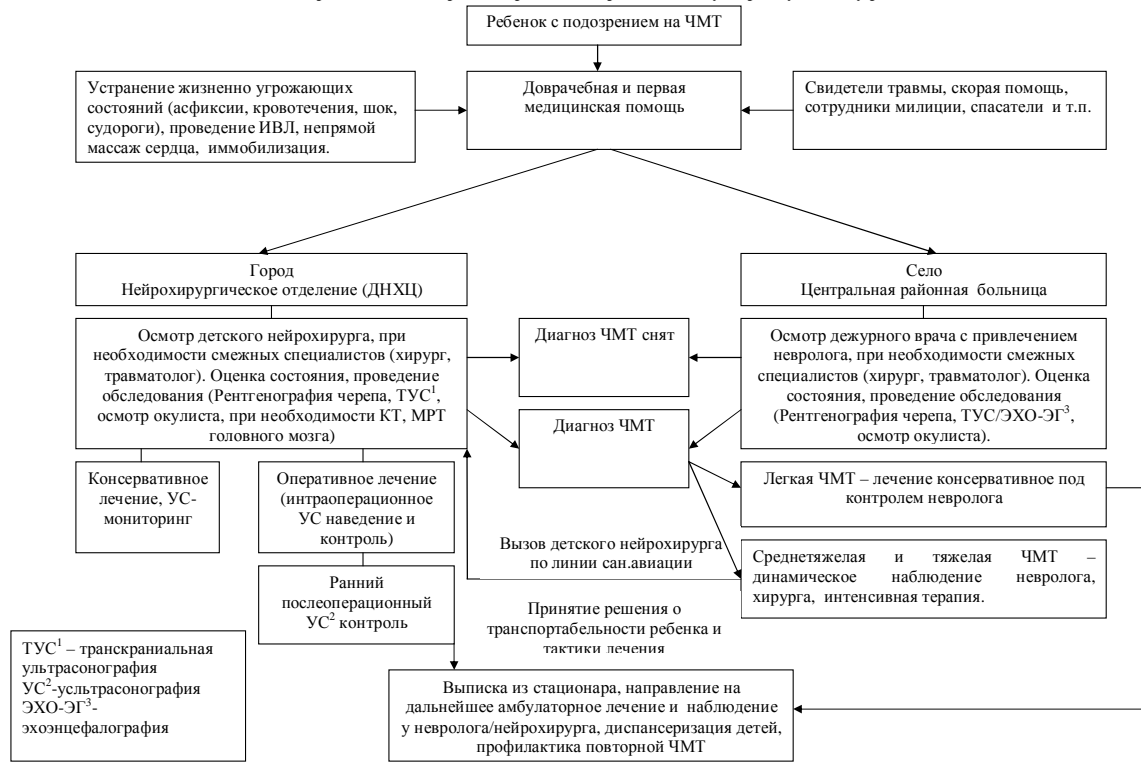 Ребенок с подозрением на ЧМТ
Устранение жизненно угрожающих
состояний (асфиксии, кровотечения, шок,
судороги), проведение ИВЛ, непрямой
массаж сердца, иммобилизация.
Доврачебная и первая
медицинская помощь
Свидетели травмы, скорая помощь,
сотрудники милиции, спасатели и т.п.
Город
Нейрохирургическое отделение (ДНХЦ)
Село
Центральная районная больница
Осмотр детского нейрохирурга, при
необходимости смежных специалистов (хирург,
травматолог). Оценка состояния, проведение
обследования (Рентгенография черепа, ТУС¹,
осмотр окулиста, при необходимости КТ, МРТ
головного мозга)
Диагноз ЧМТ снят
Диагноз ЧМТ
Осмотр дежурного врача с привлечением
невролога, при необходимости смежных
специалистов (хирург, травматолог). Оценка
состояния, проведение обследования
(Рентгенография черепа, ТУС/ЭХО-ЭГ³,
осмотр окулиста).
Консервативное
лечение, УС-
мониторинг
Оперативное лечение
(интраоперационное
УС наведение и
контроль)
Легкая ЧМТ – лечение консервативное под
контролем невролога
Вызов детского нейрохирурга
по линии сан.авиации
Среднетяжелая и тяжелая ЧМТ –
динамическое наблюдение невролога,
хирурга, интенсивная терапия.
Ранний
послеоперационный
УС² контроль
Принятие решения о
транспортабельности ребенка и
тактики лечения
ТУС¹ – транскраниальная
ультрасонография
УС²-усльтрасонография
ЭХО-ЭГ³-
эхоэнцефалография
Выписка из стационара, направление на
дальнейшее амбулаторное лечение и наблюдение
у невролога/нейрохирурга, диспансеризация детей,
профилактика повторной ЧМТ